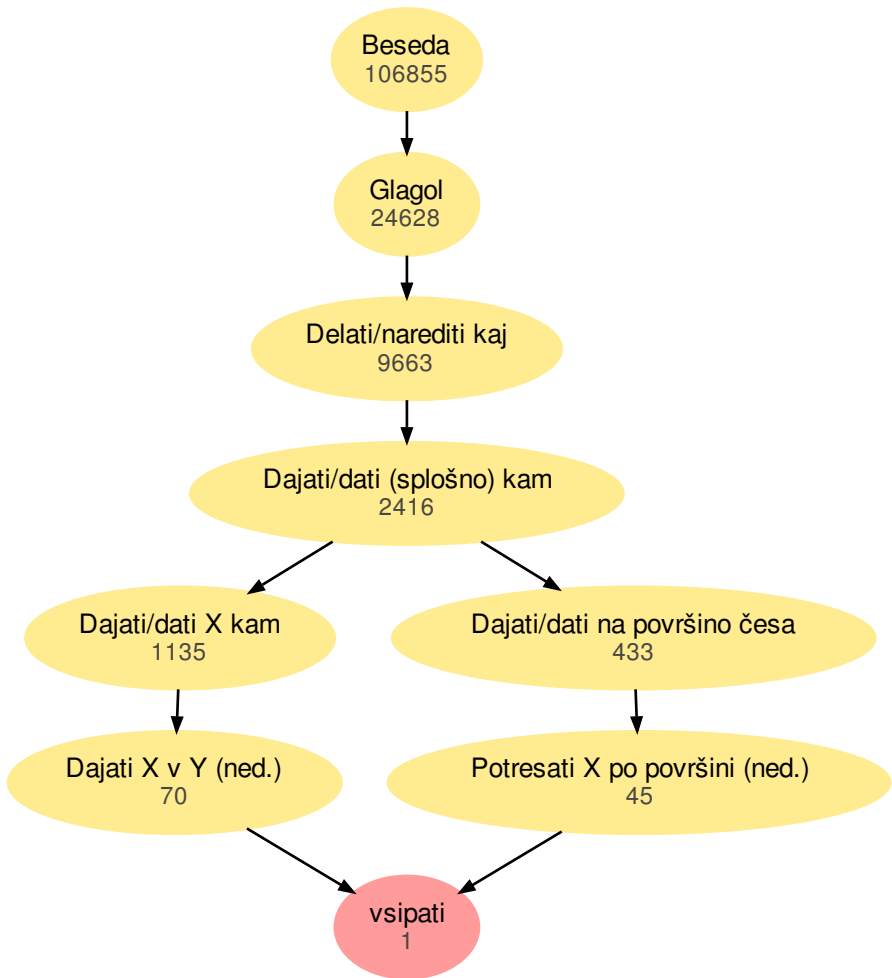 Beseda
106855
Glagol
24628
Delati/narediti kaj
9663
Dajati/dati (splošno) kam
2416
Dajati/dati X kam
1135
Dajati/dati na površino česa
433
Dajati X v Y (ned.)
70
Potresati X po površini (ned.)
45
vsipati
1